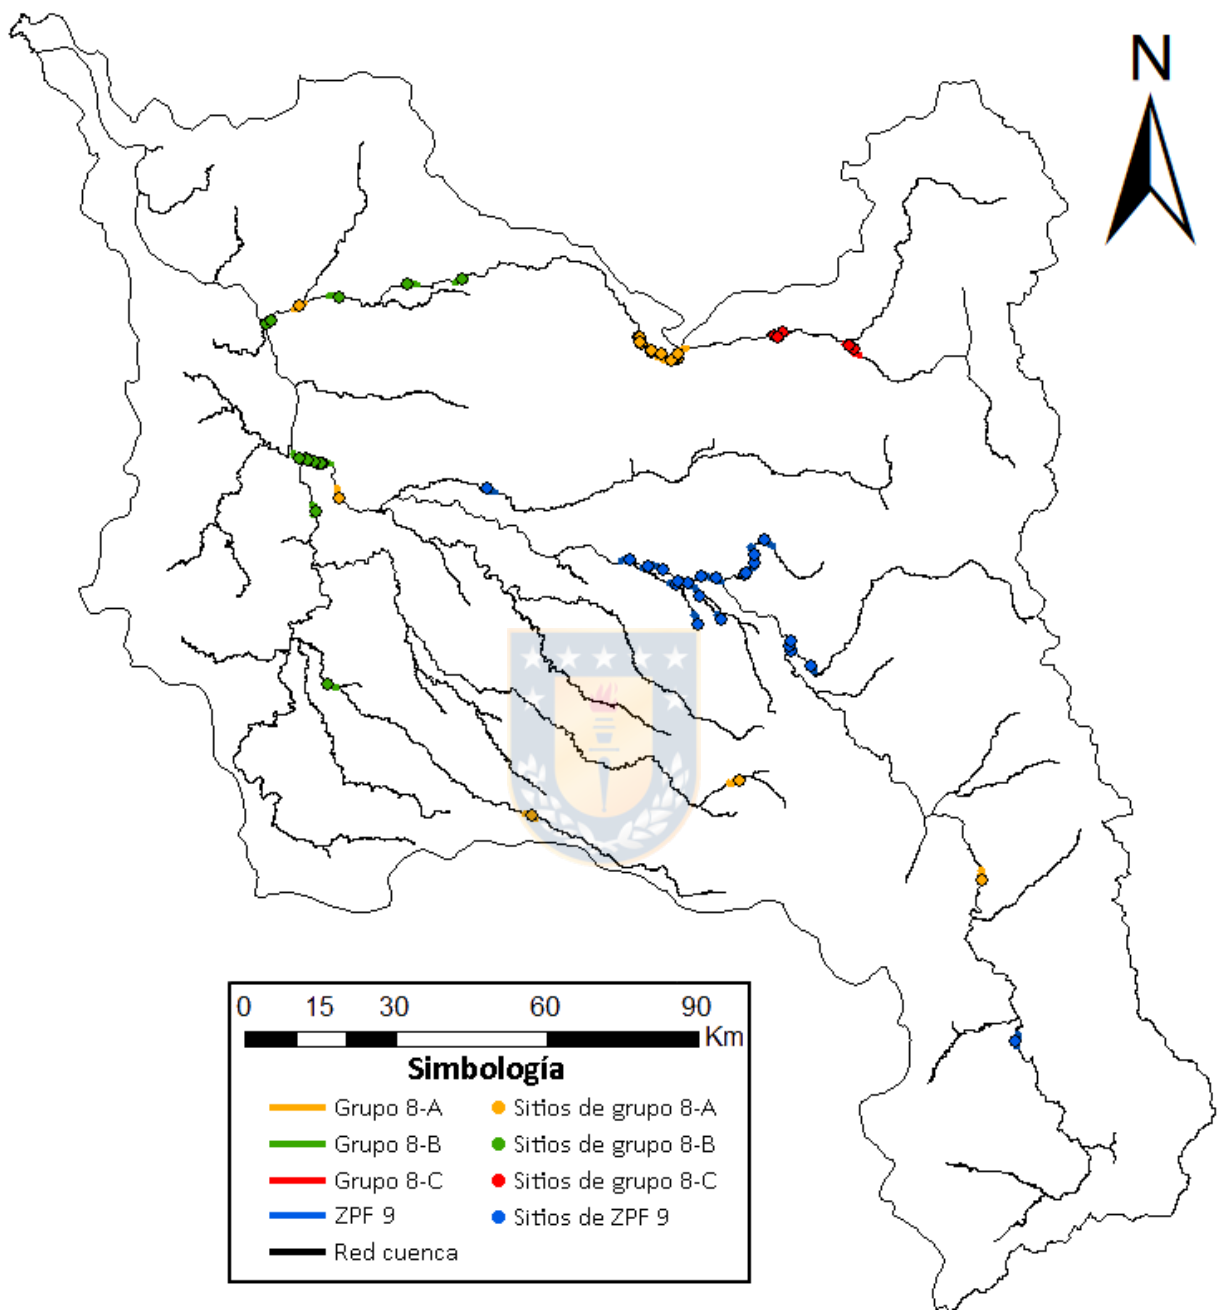 N
0 15 30 60 90
Km
Simbología
Grupo 8-A
Sitios de grupo 8-A
Grupo 8-B
Sitios de grupo 8-B
Grupo 8-C
Sitios de grupo 8-C
ZPF 9
Sitios de ZPF 9
Red cuenca